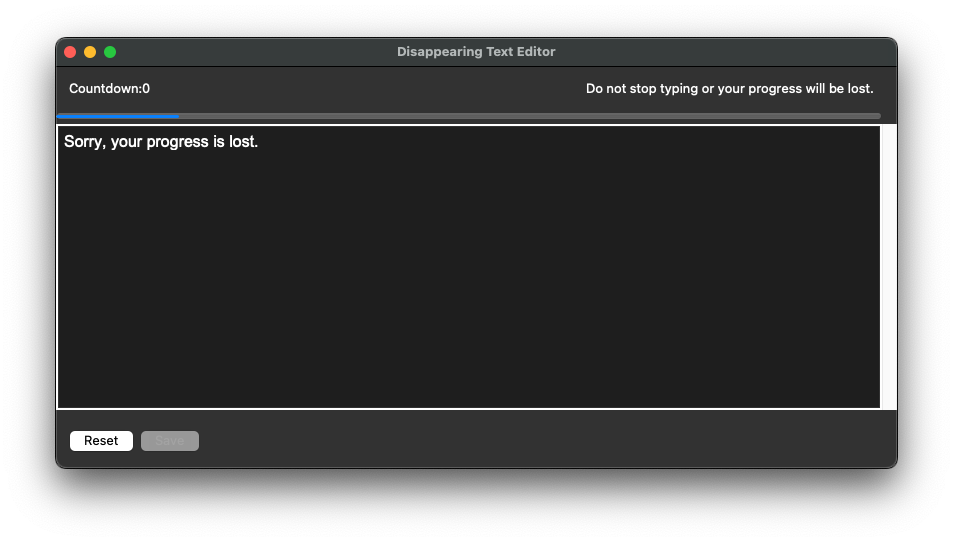 Disappearing Text Editor
Countdown:0
Do not stop typing or your progress will be lost.
Sorry, your progress is lost.
Reset
Save